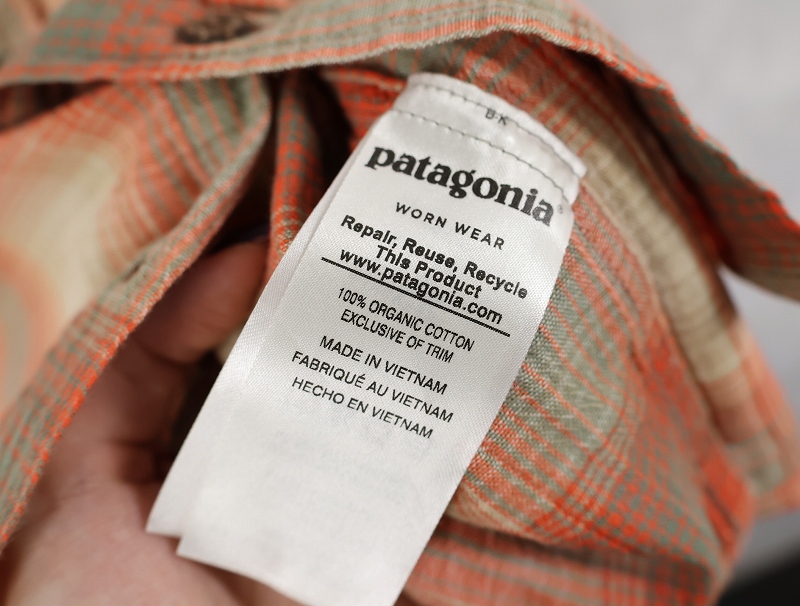 BK
patagonia®
WORN WEAR
Repair, Reuse, Recycle
This Product
www.patagonia.com
100% ORGANIC COTTON
EXCLUSIVE OF TRIM
MADE IN VIETNAM
FABRIQUÉ AU VIETNAM
HECHO EN VIETNAM